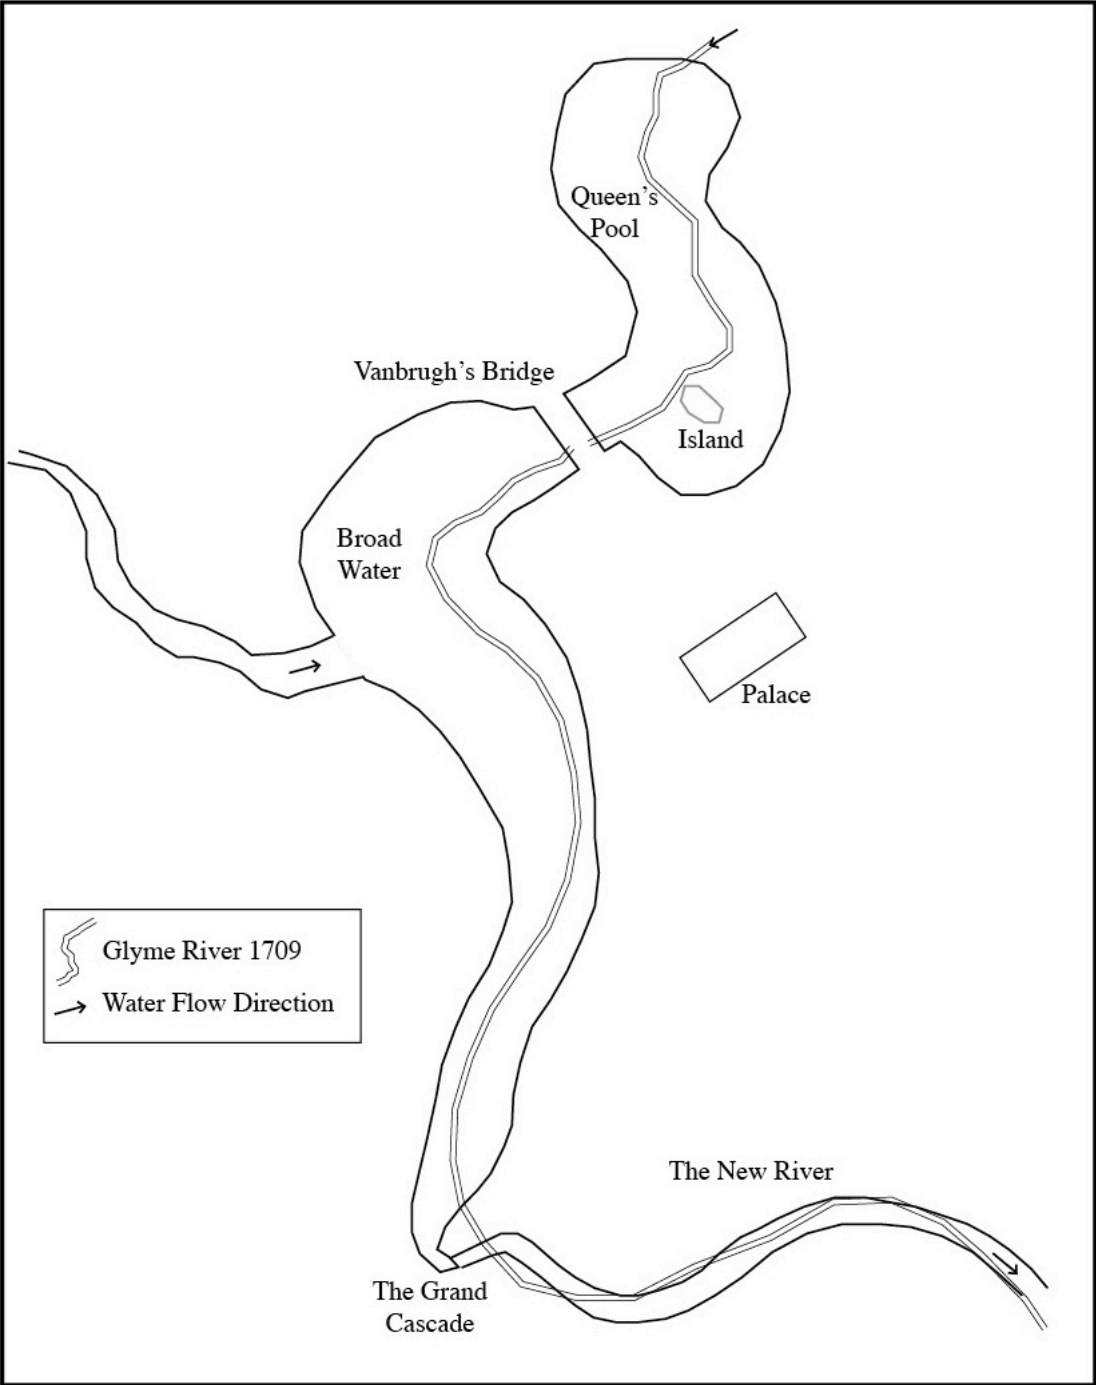 Queen's
Pool
Vanbrugh's Bridge
Island
Broad
Water
Palace
Glyme River 1709
Water Flow Direction
The New River
The Grand
Cascade